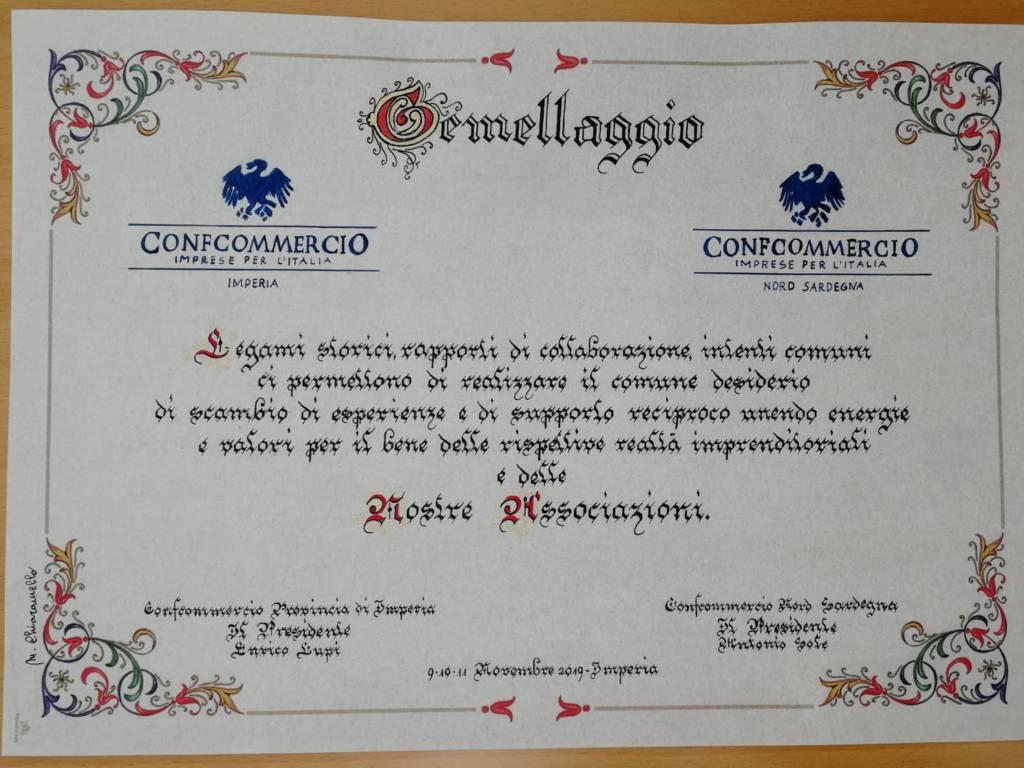 Gemellaggio
CONFCOMMERCIO
IMPRESE PER L'ITALIA
IMPERIA
CONFCOMMERCIO
IMPRESE PER L'ITALIA
NORD SARDEGNA
Legami storici, rapporti di collaborazione, intenti comuni
ci permettono di realizzare il comune desiderio
di scambio di esperienze e di supporto reciproco unendo energie
e valori per il bene delle rispettive realtà imprenditoriali
e delle
Nostre Associazioni.
Confcommercio Provincia di Imperia
Il Presidente
Enrico Lupi
Confcommercio Nord Sardegna
Il Presidente
Antonio Sole
9-10-11 Novembre 2019-Imperia
M. Chiaramello